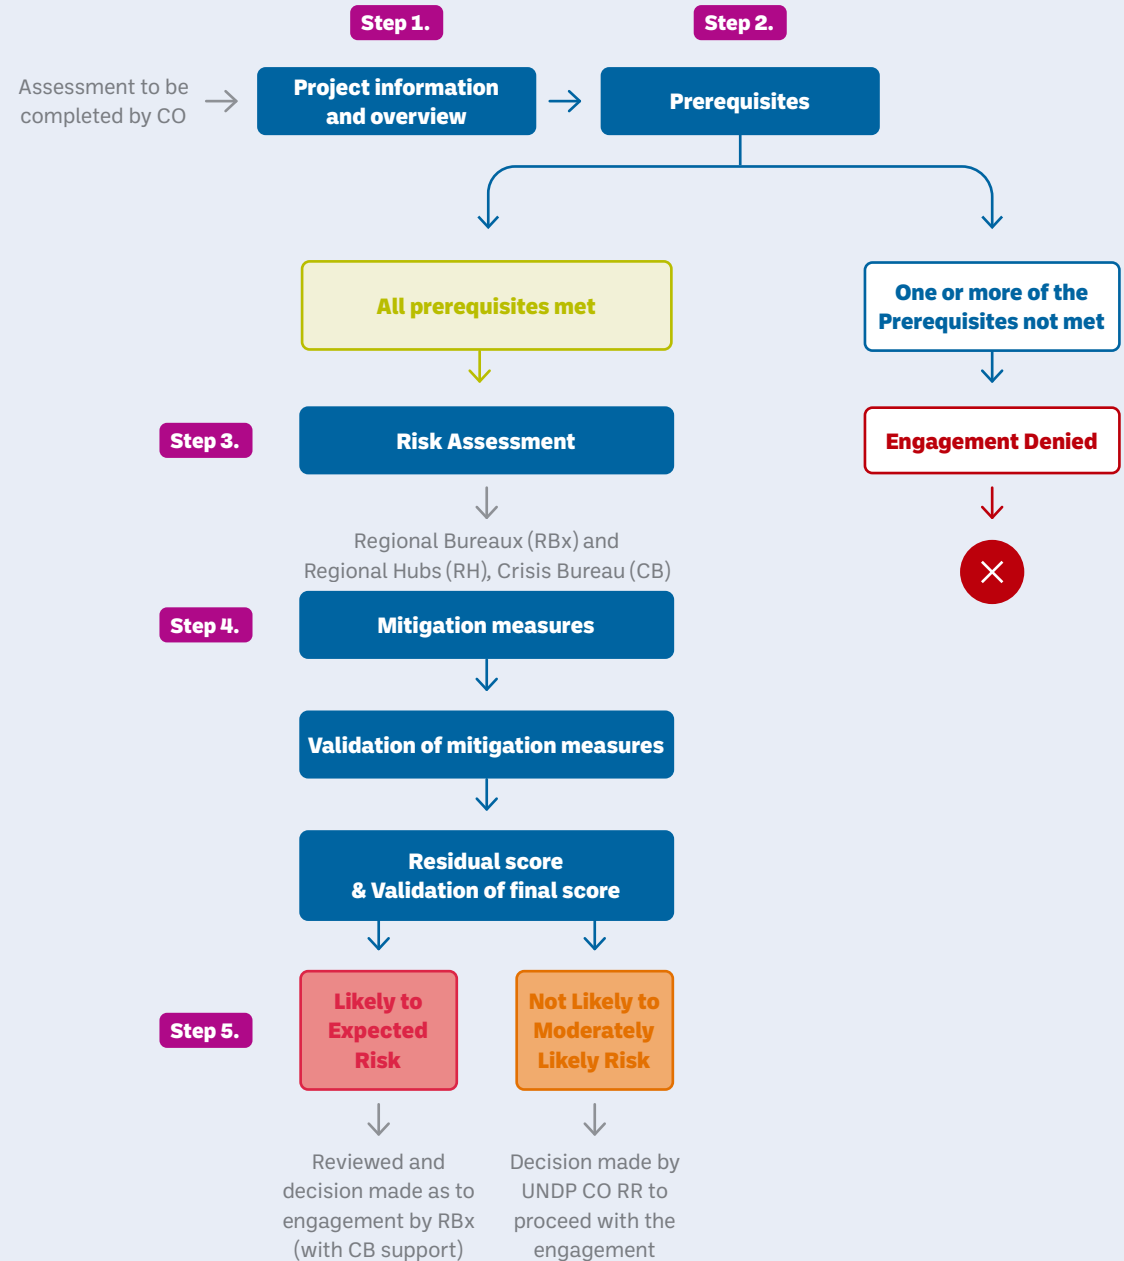 Step 1.
Step 2.
Assessment to be
completed by CO
Project information
and overview
Prerequisites
All prerequisites met
One or more of the
Prerequisites not met
Step 3.
Risk Assessment
Engagement Denied
Regional Bureaux (RBx) and
Regional Hubs (RH), Crisis Bureau (CB)
Step 4.
Mitigation measures
Validation of mitigation measures
Residual score
& Validation of final score
Step 5.
Likely to
Expected
Risk
Not Likely to
Moderately
Likely Risk
Reviewed and
decision made as to
engagement by RBx
(with CB support)
Decision made by
UNDP CO RR to
proceed with the
engagement